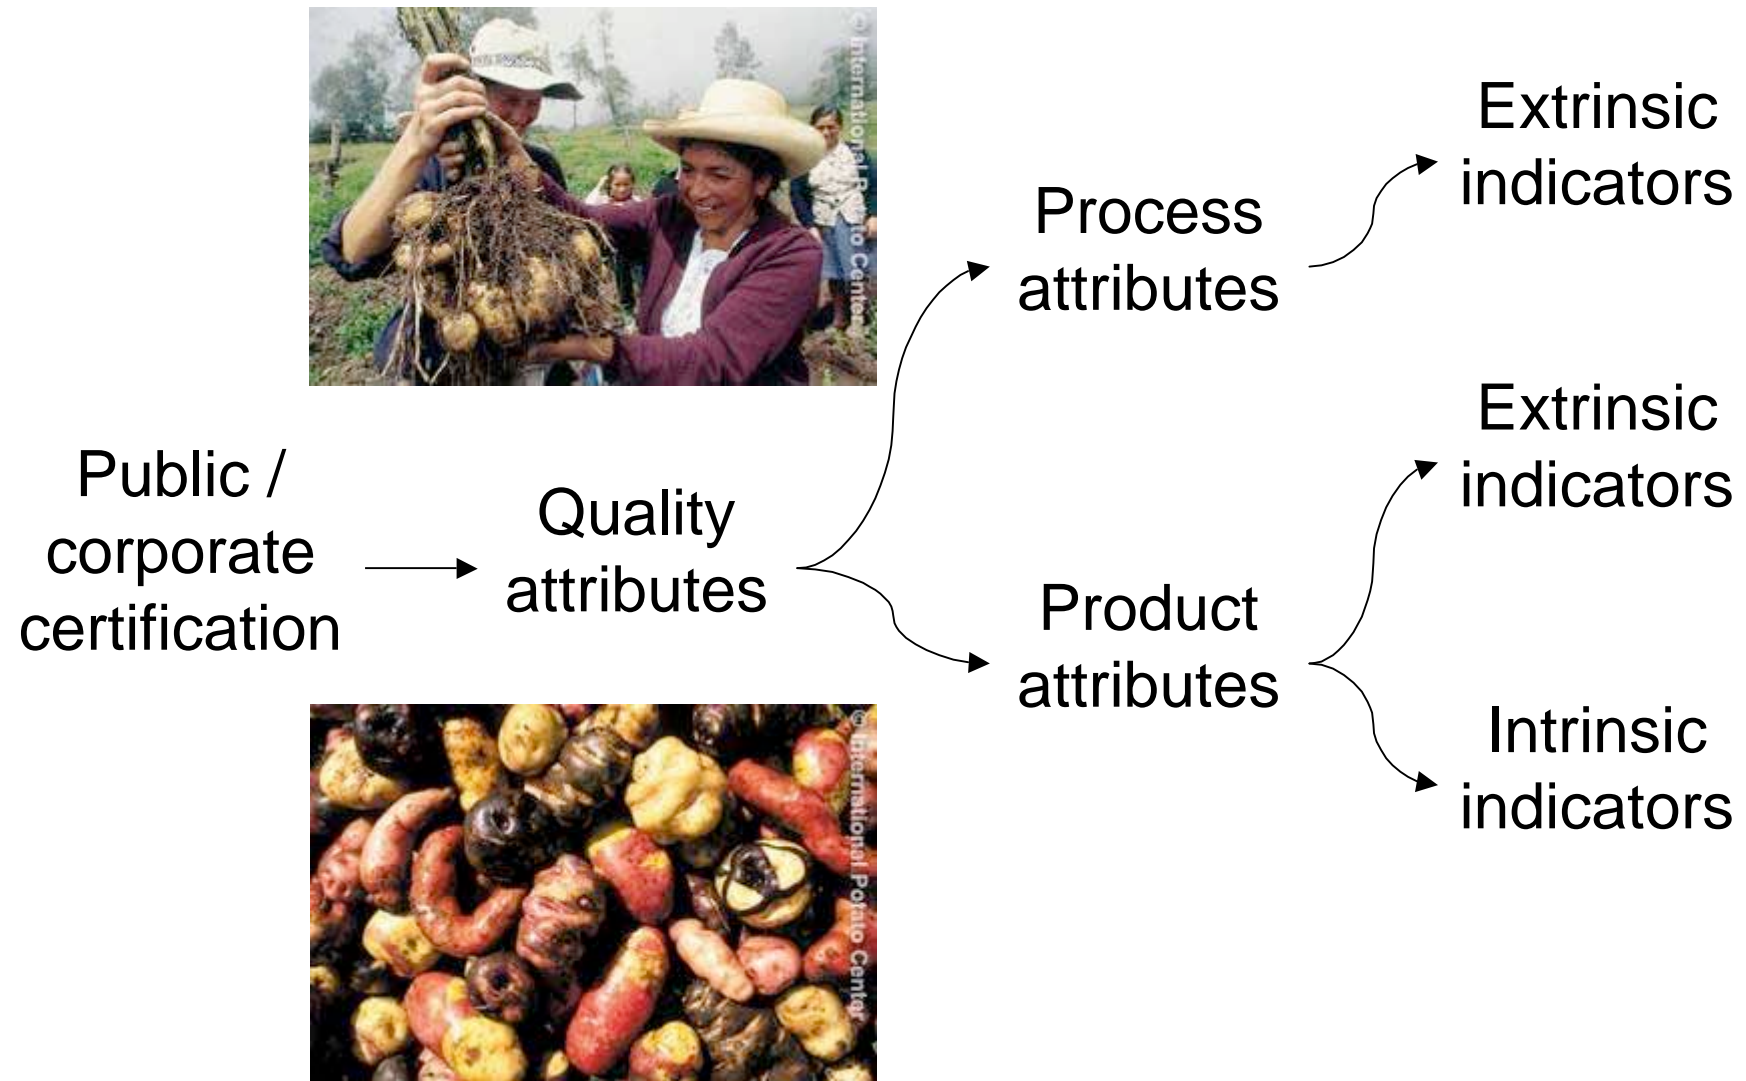 © International Potato Center
Extrinsic
indicators
Process
attributes
Extrinsic
indicators
Public /
corporate
certification
Quality
attributes
Product
attributes
Intrinsic
indicators
© International Potato Center